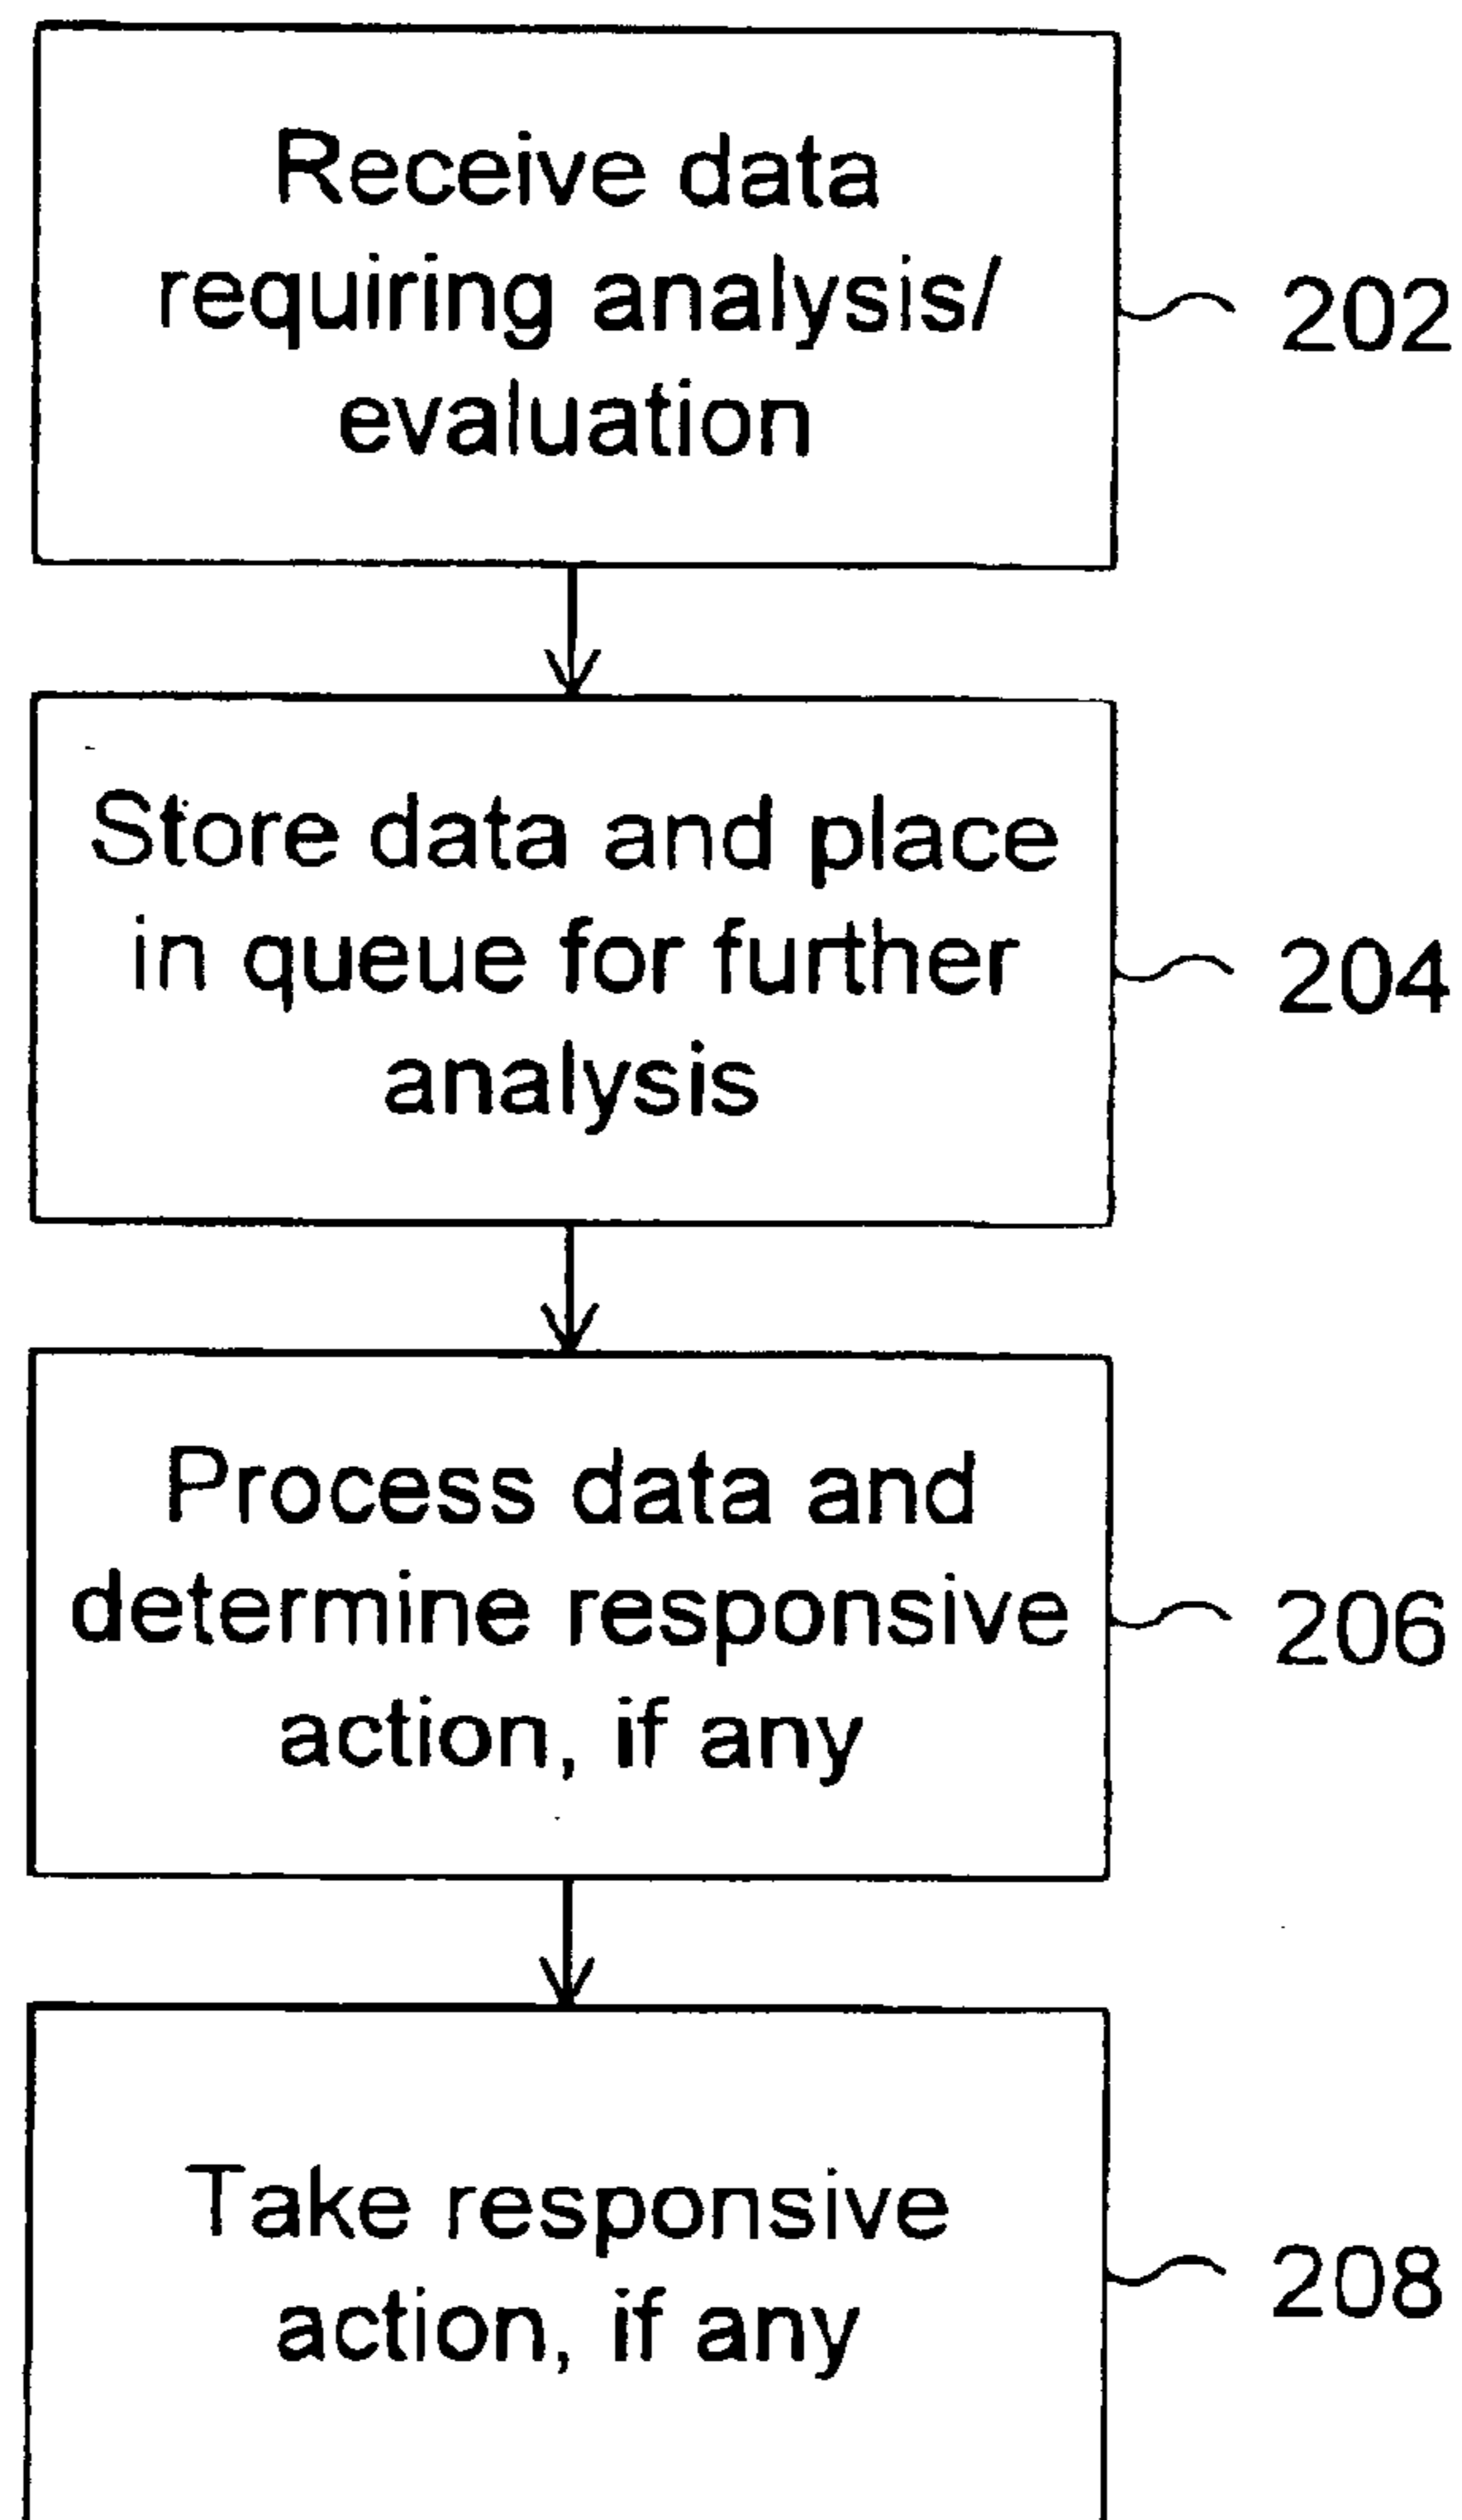 Receive data
requiring analysis/
evaluation
202
Store data and place
in queue for further
analysis
204
Process data and
determine responsive
action, if any
206
Take responsive
action, if any
208